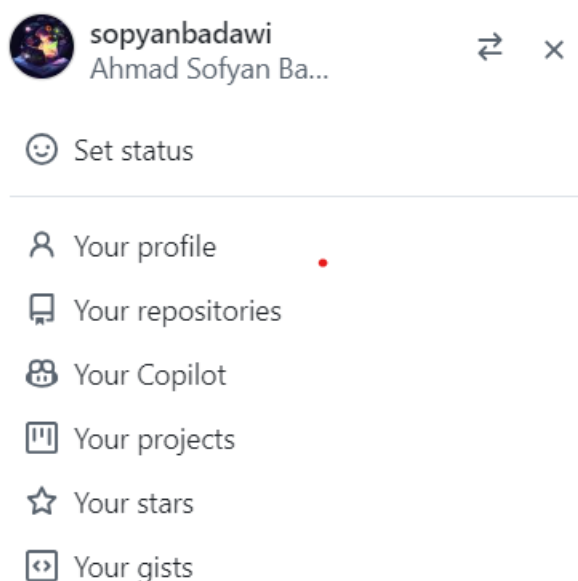 sopyanbadawi
Ahmad Sofyan Ba...
Set status
Your profile
Your repositories
Your Copilot
Your projects
Your stars
Your gists